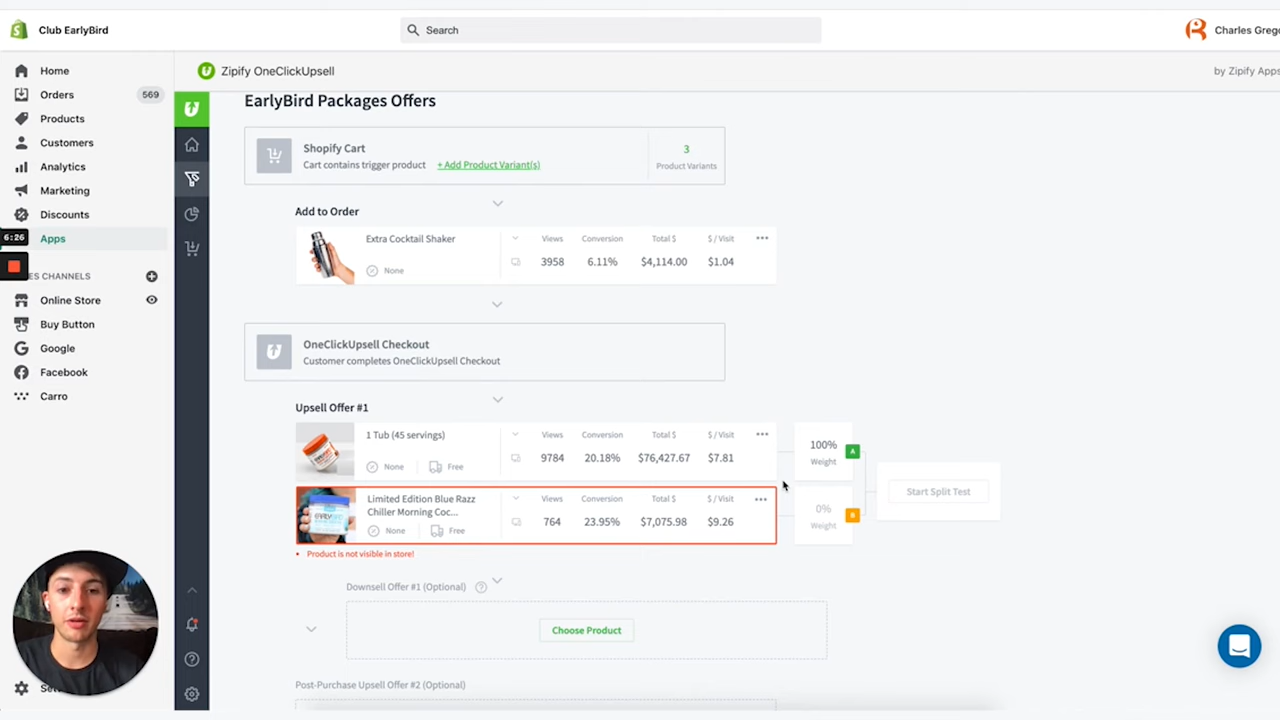 Club EarlyBird
Search
Charles Grego
Home
Orders 569
Products
Customers
Analytics
Marketing
Discounts
6:26
Apps
ES CHANNELS
Online Store
Buy Button
Google
Facebook
Carro
Zipify OneClickUpsell
by Zipify Apps
EarlyBird Packages Offers
Shopify Cart
Cart contains trigger product + Add Product Variant(s)
3
Product Variants
Add to Order
Extra Cocktail Shaker
None
Views Conversion Total $ $ / Visit
3958 6.11% $4,114.00 $1.04
OneClickUpsell Checkout
Customer completes OneClickUpsell Checkout
Upsell Offer #1
1 Tub (45 servings)
None Free
Views Conversion Total $ $ / Visit
9784 20.18% $76,427.67 $7.81
100%
Weight
A
Limited Edition Blue Razz
Chiller Morning Coc...
None Free
Views Conversion Total $ $ / Visit
764 23.95% $7,075.98 $9.26
0%
Weight
B
Start Split Test
Product is not visible in store!
Downsell Offer #1 (Optional)
Choose Product
Post-Purchase Upsell Offer #2 (Optional)